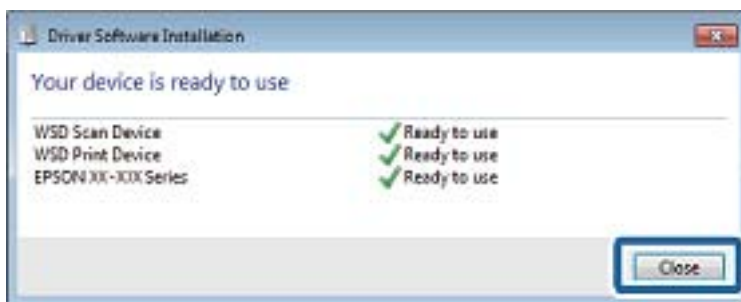 Driver Software Installation
Your device is ready to use
WSD Scan Device Ready to use
WSD Print Device Ready to use
EPSON XX-XXX Series Ready to use
Close